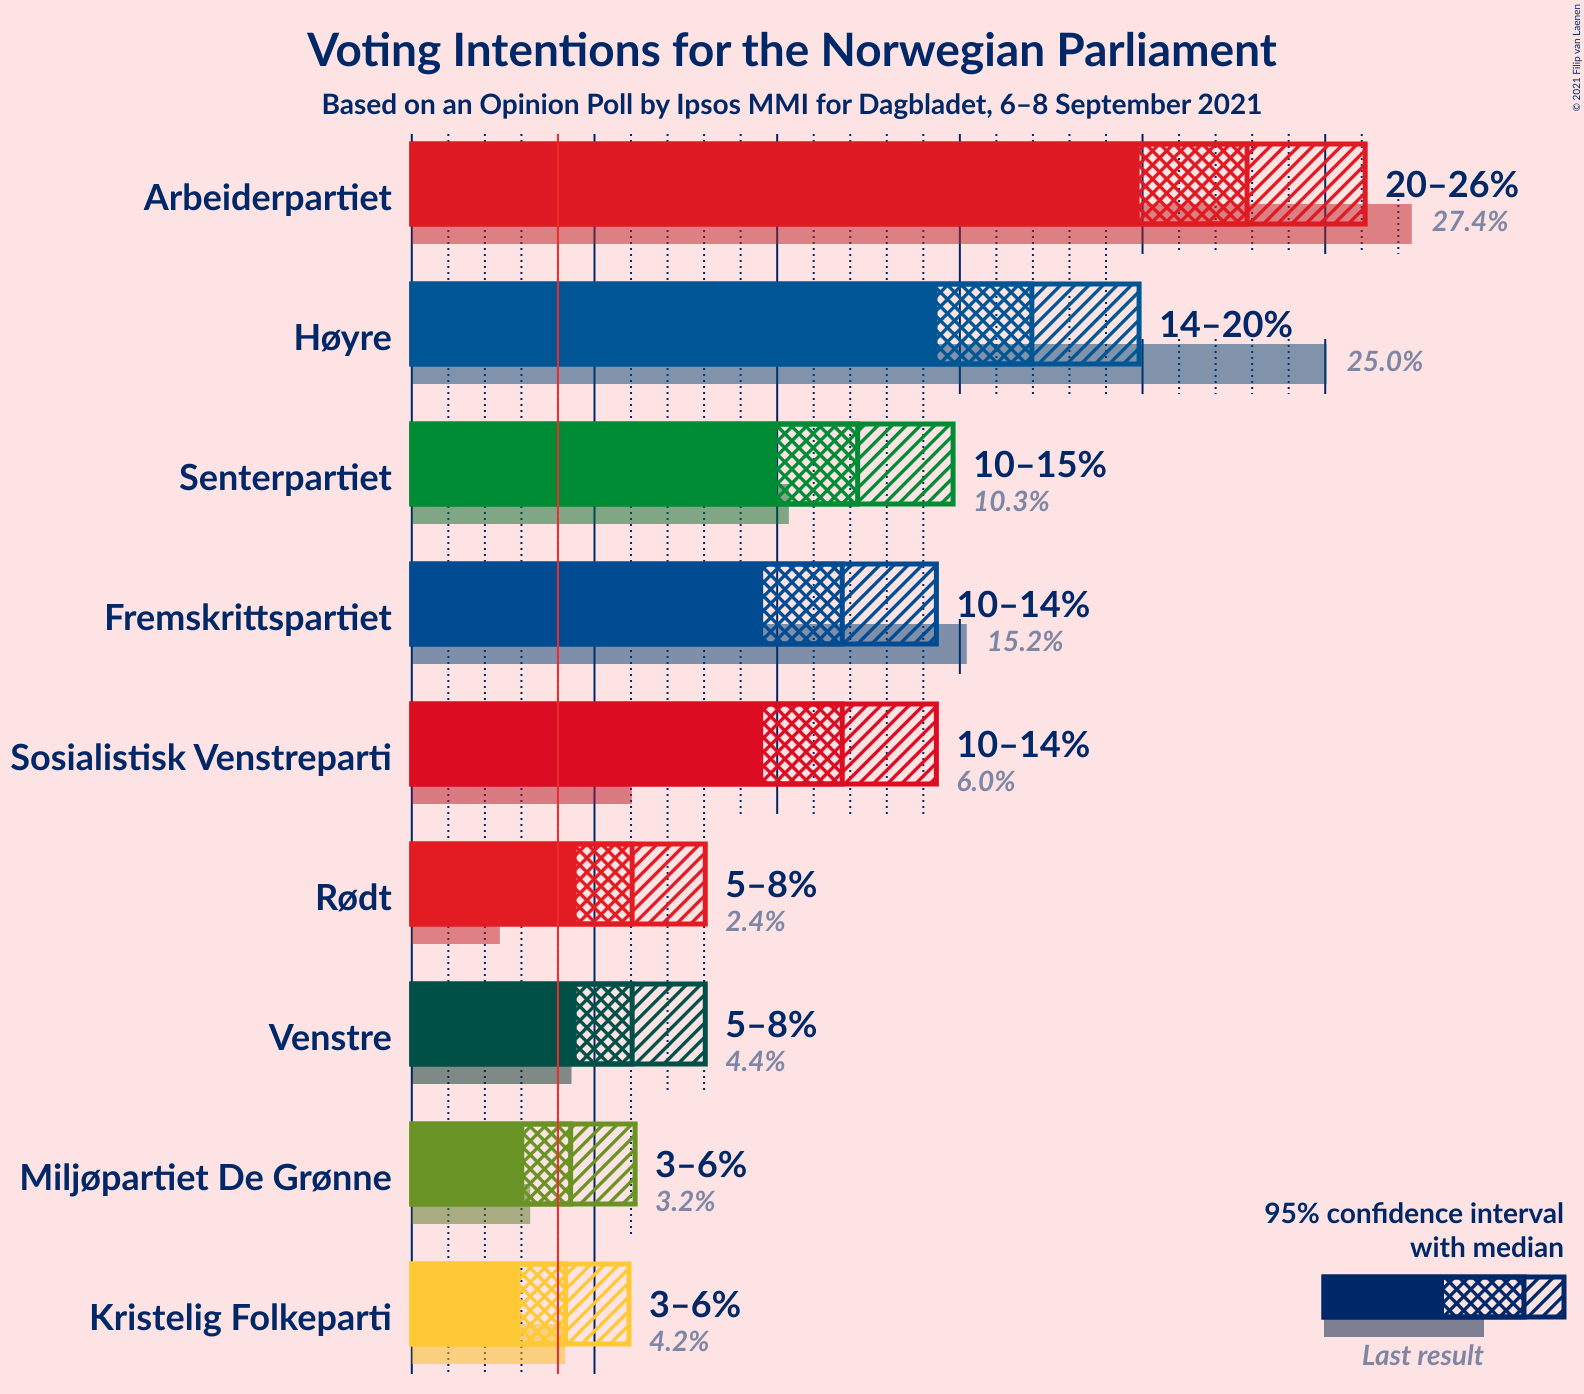 © 2021 Filip van Laenen
Voting Intentions for the Norwegian Parliament
Based on an Opinion Poll by Ipsos MMI for Dagbladet, 6–8 September 2021
Arbeiderpartiet
20–26%
27.4%
Høyre
14–20%
25.0%
Senterpartiet
10–15%
10.3%
Fremskrittspartiet
10–14%
15.2%
Sosialistisk Venstreparti
10–14%
6.0%
Rødt
5–8%
2.4%
Venstre
5–8%
4.4%
Miljøpartiet De Grønne
3–6%
3.2%
Kristelig Folkeparti
3–6%
4.2%
95% confidence interval
with median
Last result